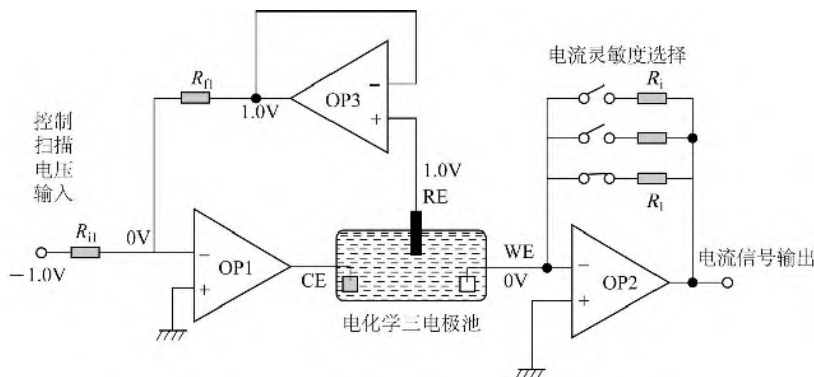 电流灵敏度选择
R_f1
1.0V
OP3
−
+
R_i
控制
扫描
电压
输入
1.0V
RE
R_i1
0V
−1.0V
−
+
OP1
CE
WE
0V
R_i
−
+
OP2
电流信号输出
电化学三电极池